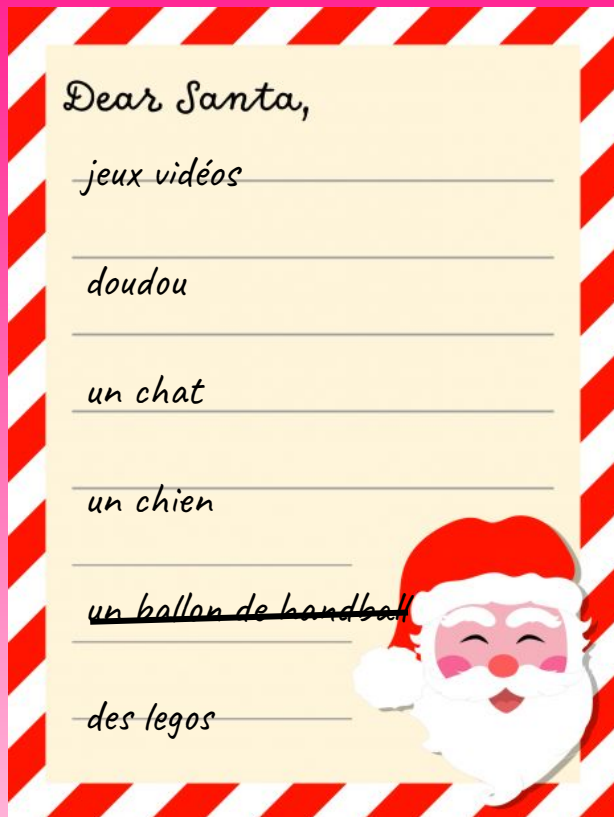 Dear Santa,
jeux vidéos
doudou
un chat
un chien
un ballon de handball
des legos